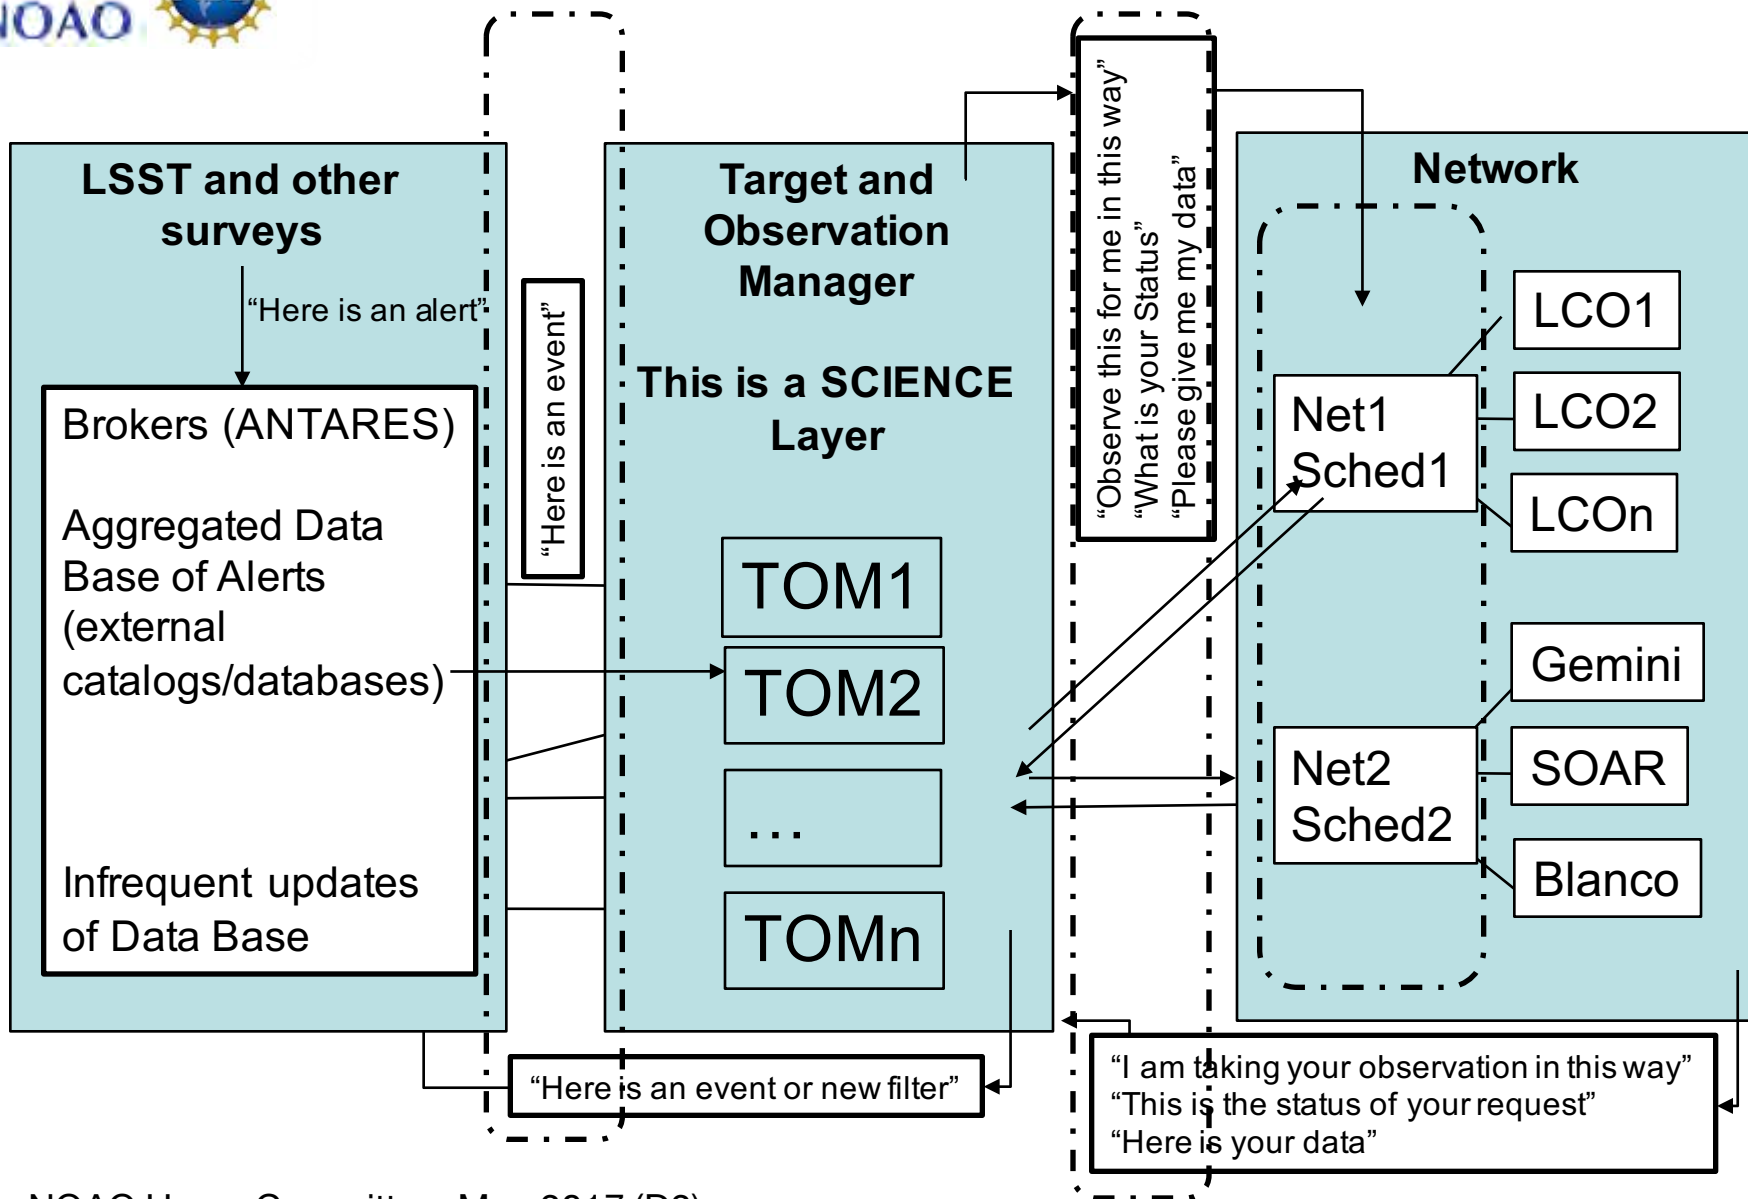 NOAO
LSST and other
surveys
“Here is an alert”
Brokers (ANTARES)
Aggregated Data
Base of Alerts
(external
catalogs/databases)
Infrequent updates
of Data Base
“Here is an event”
Target and
Observation
Manager
This is a SCIENCE
Layer
TOM1
TOM2
...
TOMn
“Here is an event or new filter”
“Observe this for me in this way”
“What is your Status”
“Please give me my data”
Network
Net1
Sched1
LCO1
LCO2
LCOn
Net2
Sched2
Gemini
SOAR
Blanco
“I am taking your observation in this way”
“This is the status of your request”
“Here is your data”
NOAO